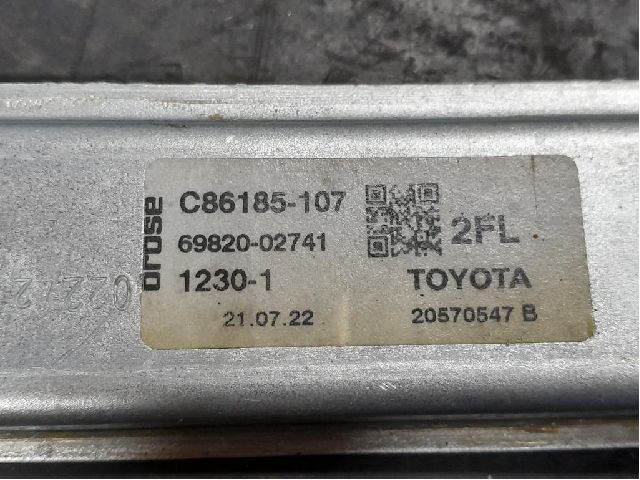 brose
C86185-107
69820-02741
1230-1
21.07.22
2FL
TOYOTA
20570547 B